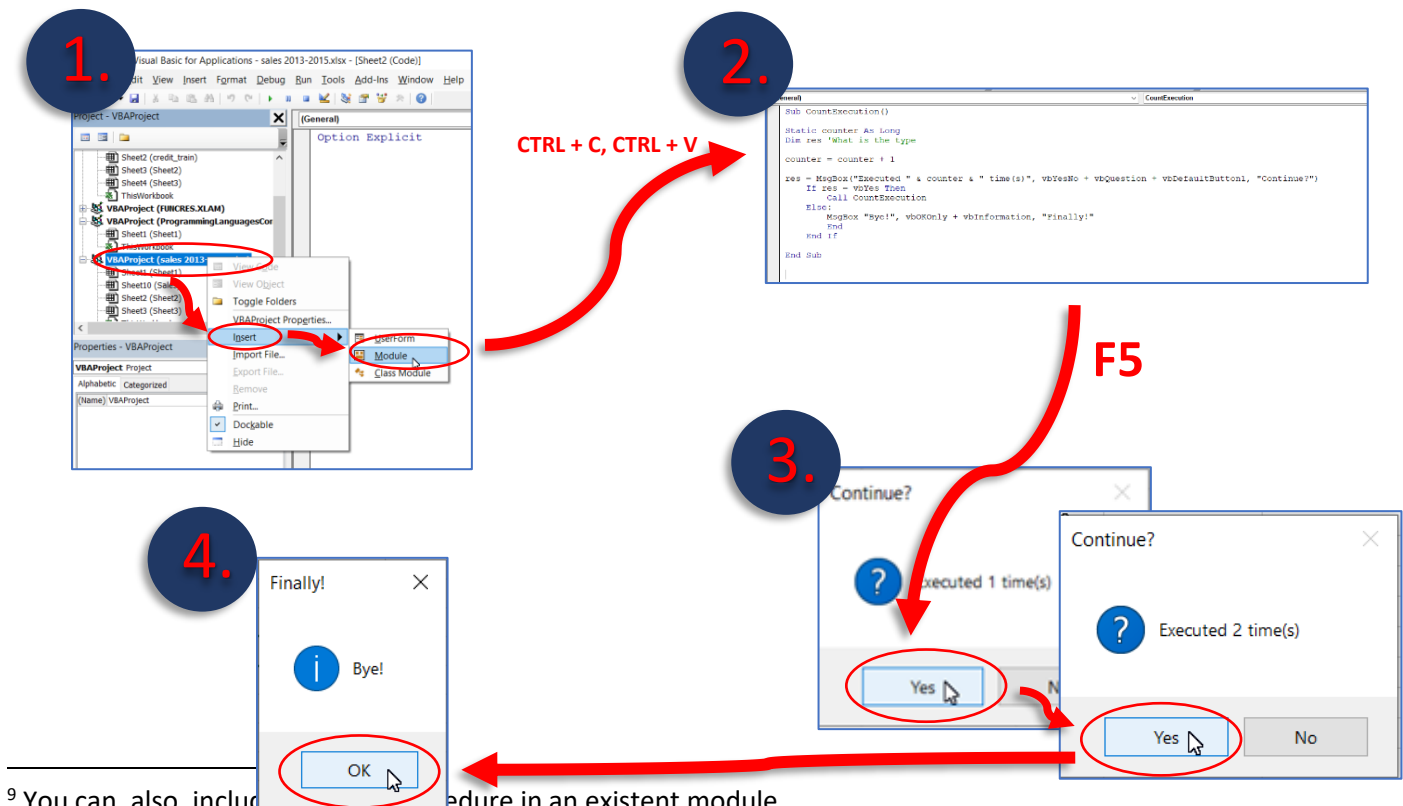 1.
Visual Basic for Applications - sales 2013-2015.xlsx - [Sheet2 (Code)]
View Insert Format Debug Run Tools Add-Ins Window Help
Project - VBAProject
(General)
Option Explicit
Sheet2 (credit_train)
Sheet3 (Sheet2)
Sheet4 (Sheet3)
ThisWorkbook
VBAProject (FUNCRES.XLAM)
VBAProject (ProgrammingLanguagesCor
Sheet1 (Sheet1)
ThisWorkbook
VBAProject (sales 2013-
Sheet1 (Sheet1)
Sheet10 (Sale
Sheet2 (Sheet2)
Sheet3 (Sheet3)
View Code
View Object
Toggle Folders
VBAProject Properties...
Insert
Import File...
Export File...
Remove
Print...
Dockable
Hide
UserForm
Module
Class Module
Properties - VBAProject
VBAProject Project
Alphabetic Categorized
(Name) VBAProject
CTRL + C, CTRL + V
2.
CountExecution
Sub CountExecution()
Static counter As Long
Dim res 'What is the type
counter = counter + 1
res = MsgBox("Executed " & counter & " time(s)", vbYesNo + vbQuestion + vbDefaultButton1, "Continue?")
If res = vbYes Then
Call CountExecution
Else:
MsgBox "Bye!", vbOKOnly + vbInformation, "Finally!"
End
End If
End Sub
F5
3.
Continue?
Executed 1 time(s)
Yes
Continue?
Executed 2 time(s)
Yes No
4.
Finally!
Bye!
OK
9 You can also includ edure in an existent module